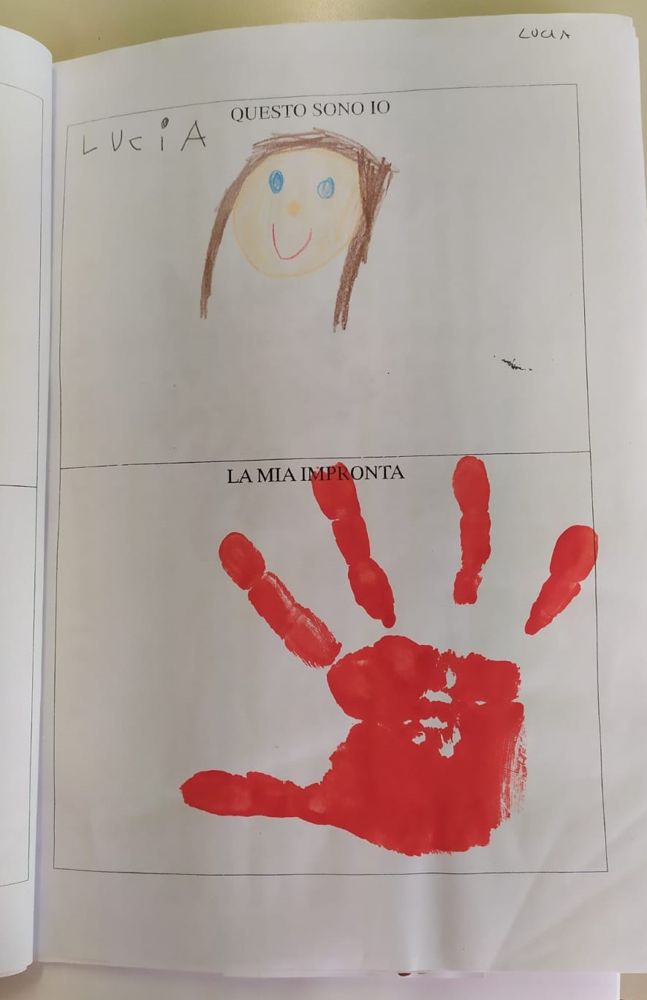 LUCIA
QUESTO SONO IO
LUCiA
LA MIA IMPRONTA